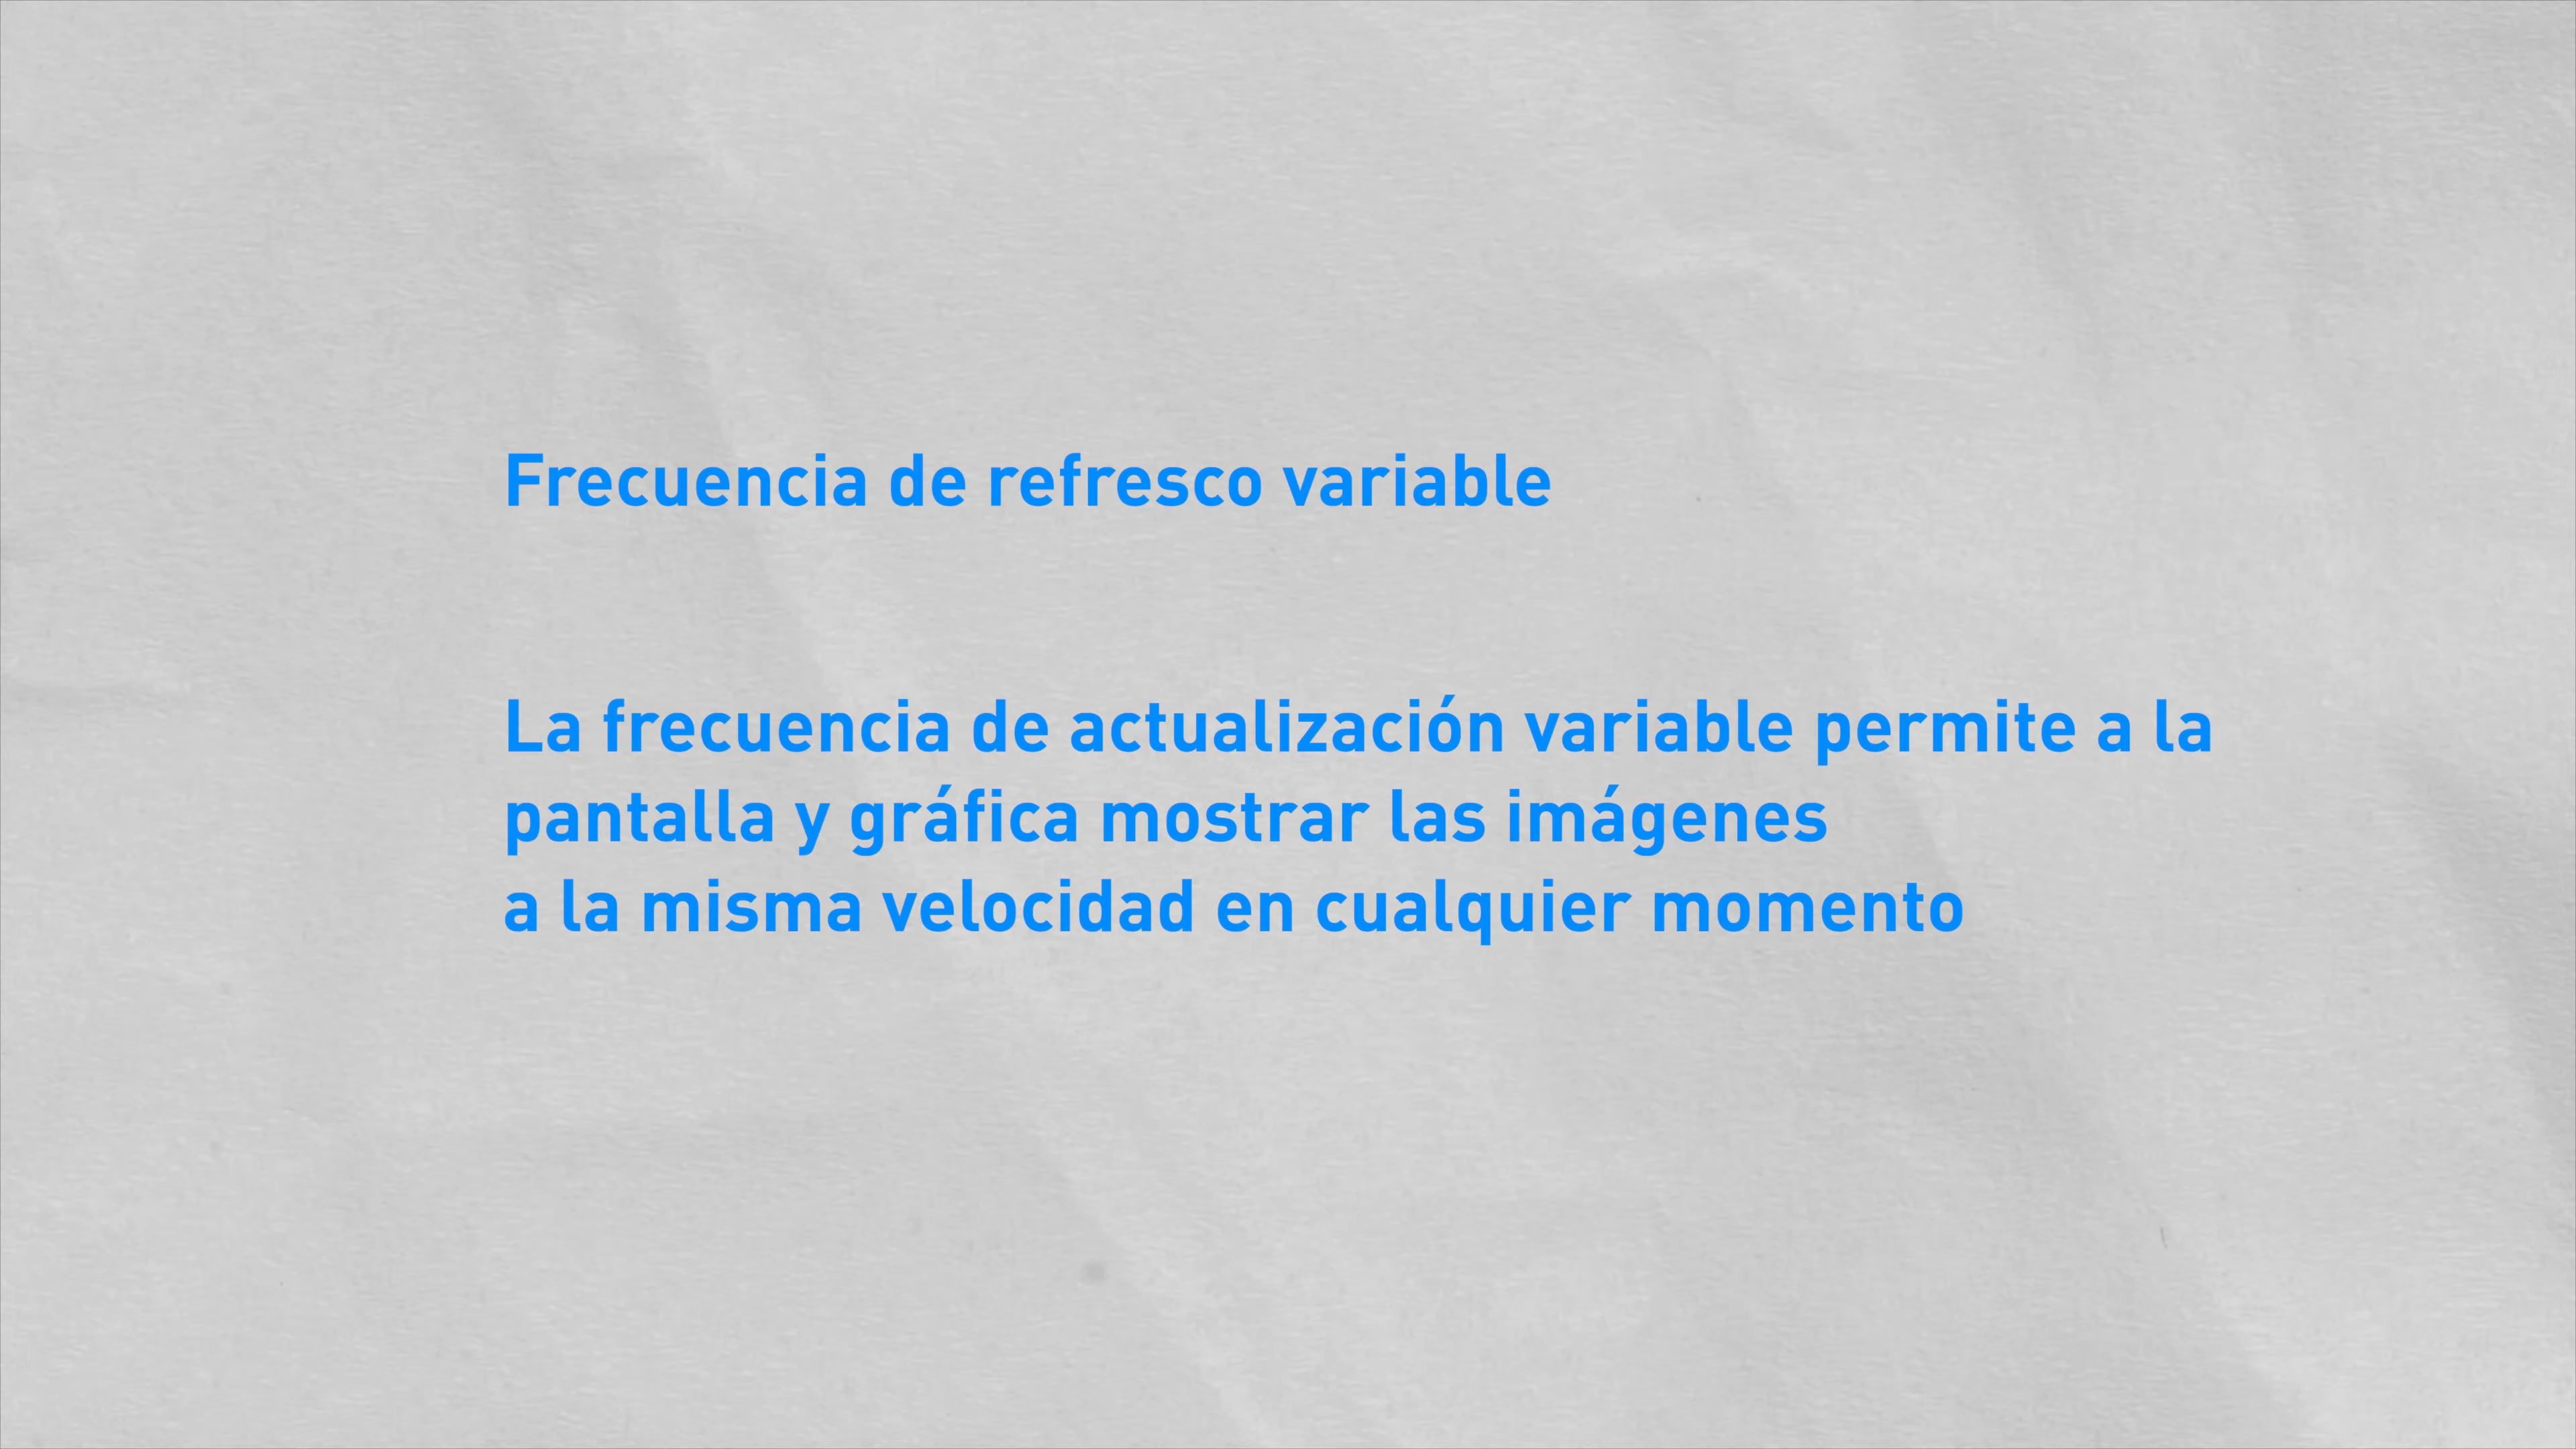 Frecuencia de refresco variable
La frecuencia de actualización variable permite a la
pantalla y gráfica mostrar las imágenes
a la misma velocidad en cualquier momento